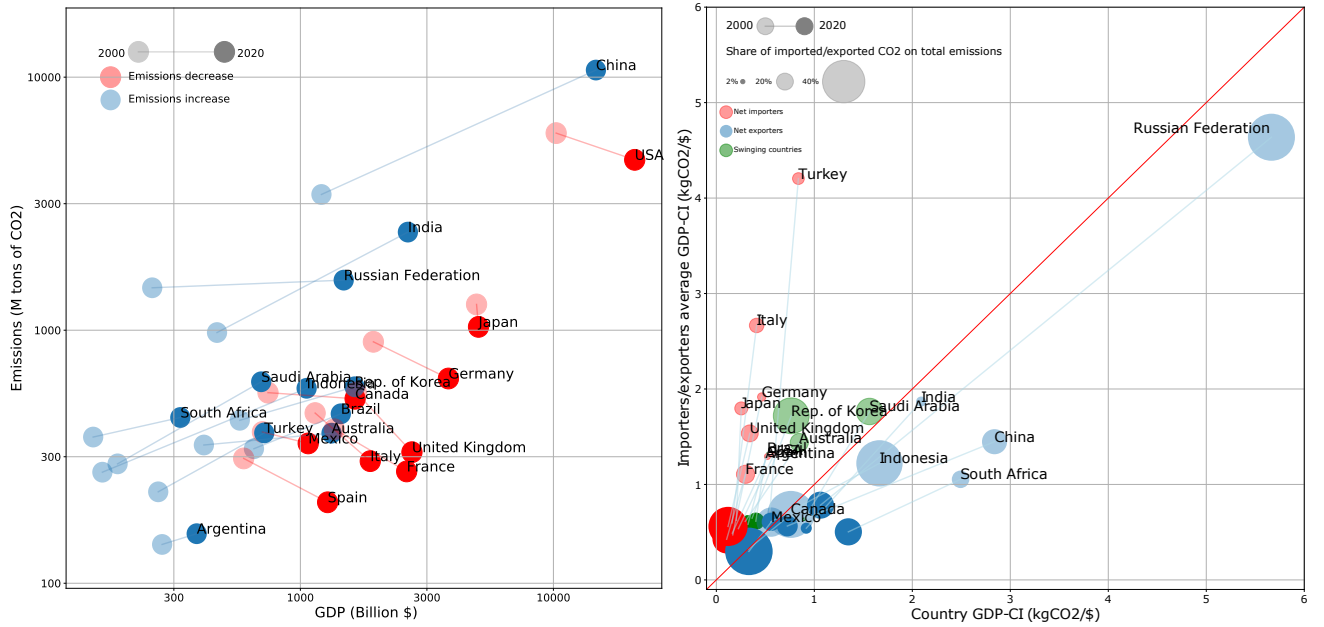 2000
2020
Emissions decrease
Emissions increase
China
USA
India
Russian Federation
Japan
Germany
Saudi Arabia
Indonesia
Rep. of Korea
Canada
South Africa
Brazil
Turkey
Australia
Mexico
United Kingdom
Italy
France
Spain
Argentina
10000
3000
1000
300
100
Emissions (M tons of CO2)
300
1000
3000
10000
GDP (Billion $)
2000
2020
Share of imported/exported CO2 on total emissions
2%
20%
40%
Net importers
Net exporters
Swinging countries
Russian Federation
Turkey
Italy
Germany
India
Japan
Rep. of Korea
Saudi Arabia
United Kingdom
Australia
China
Brazil
Argentina
Indonesia
France
South Africa
Canada
Mexico
6
5
4
3
2
1
0
Importers/exporters average GDP-CI (kgCO2/$)
0
1
2
3
4
5
6
Country GDP-CI (kgCO2/$)